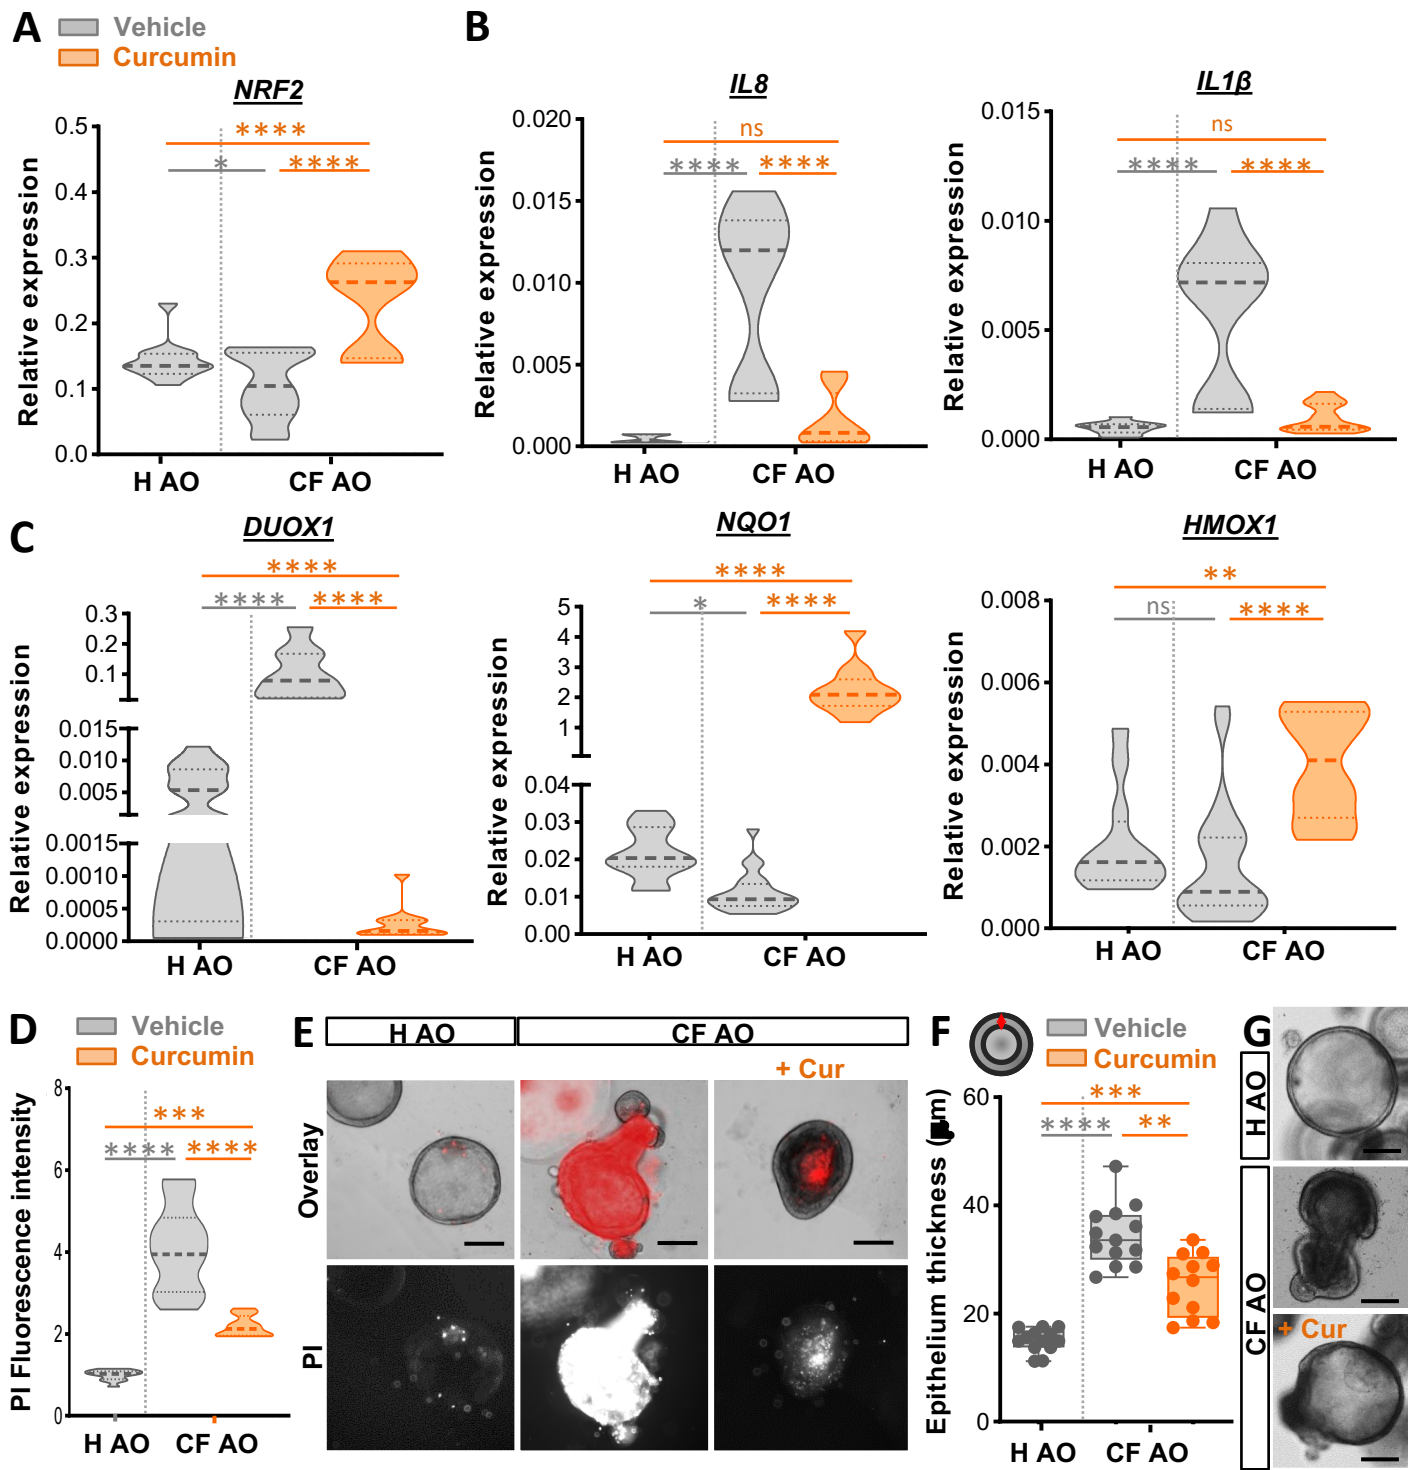 A
Vehicle
Curcumin
NRF2
****
*
****
Relative expression
0.5
0.4
0.3
0.2
0.1
0.0
H AO
CF AO
B
IL8
ns
****
****
Relative expression
0.020
0.015
0.010
0.005
0.000
H AO
CF AO
IL1β
ns
****
****
Relative expression
0.015
0.010
0.005
0.000
H AO
CF AO
C
DUOX1
****
****
****
Relative expression
0.3
0.2
0.1
0.015
0.010
0.005
0.0015
0.0010
0.0005
0.0000
H AO
CF AO
NQO1
****
*
****
Relative expression
5
4
3
2
1
0.04
0.03
0.02
0.01
0.00
H AO
CF AO
HMOX1
**
ns
****
Relative expression
0.008
0.006
0.004
0.002
0.000
H AO
CF AO
D
Vehicle
Curcumin
***
****
****
PI Fluorescence intensity
8
6
4
2
0
H AO
CF AO
E
H AO
CF AO
+ Cur
Overlay
PI
F
Vehicle
Curcumin
***
****
**
Epithelium thickness (
m)
60
40
20
0
H AO
CF AO
G
H AO
CF AO
+ Cur